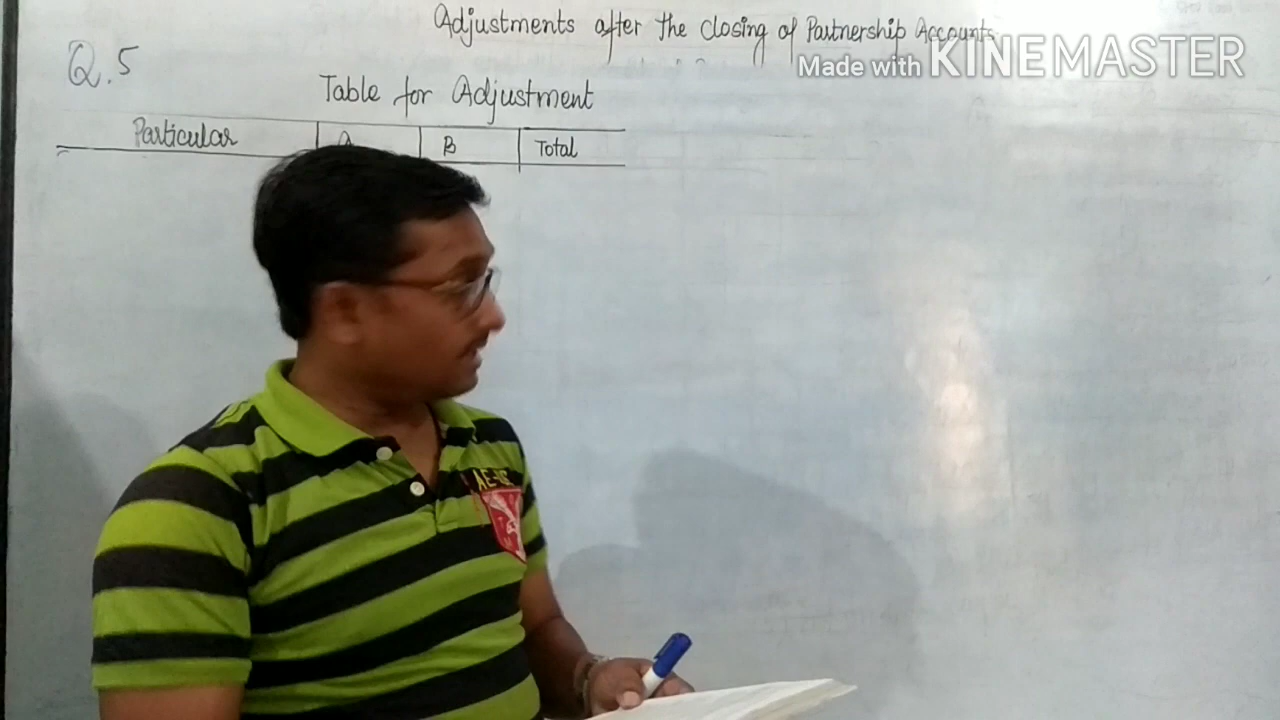 Adjustments after the closing of Partnership Accounts
Made with KINEMASTER
Q.5
Table for Adjustment
Particular A B Total